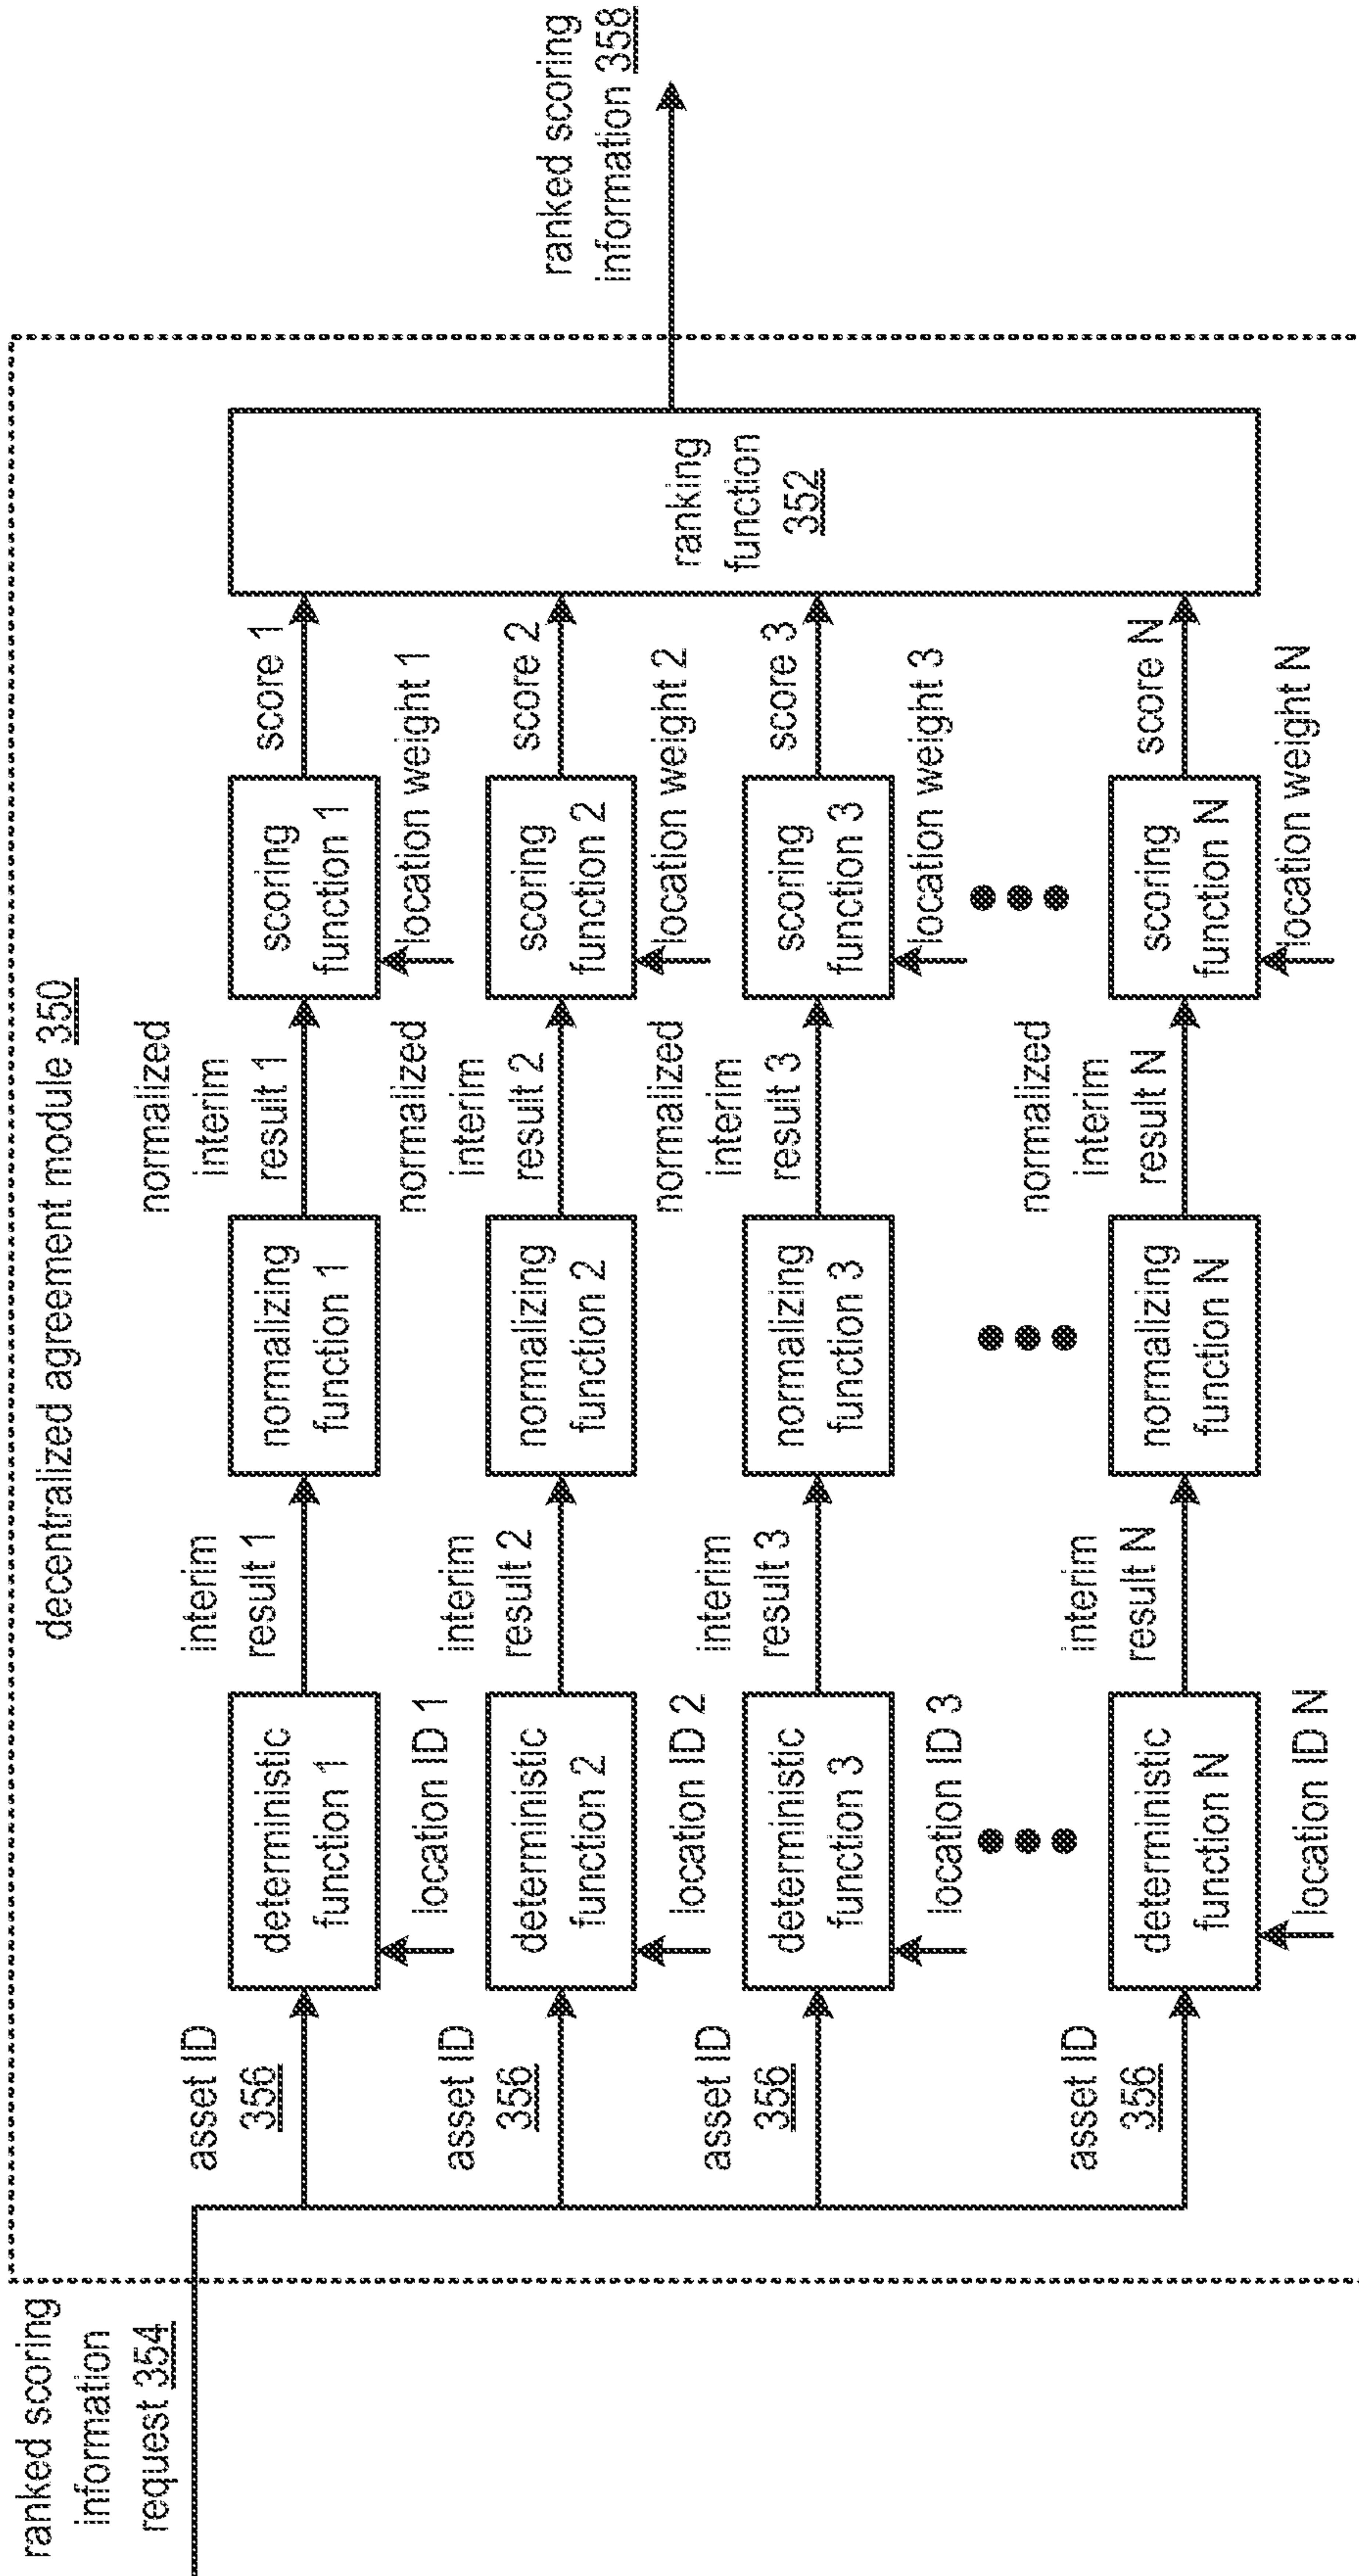 decentralized agreement module 350
ranked scoring
information
request 354
asset ID
356
deterministic
function 1
location ID 1
interim
result 1
normalizing
function 1
normalized
interim
result 1
scoring
function 1
location weight 1
score 1
asset ID
356
deterministic
function 2
location ID 2
interim
result 2
normalizing
function 2
normalized
interim
result 2
scoring
function 2
location weight 2
score 2
asset ID
356
deterministic
function 3
location ID 3
interim
result 3
normalizing
function 3
normalized
interim
result 3
scoring
function 3
location weight 3
score 3
asset ID
356
deterministic
function N
location ID N
interim
result N
normalizing
function N
normalized
interim
result N
scoring
function N
location weight N
score N
ranking
function
352
ranked scoring
information 358